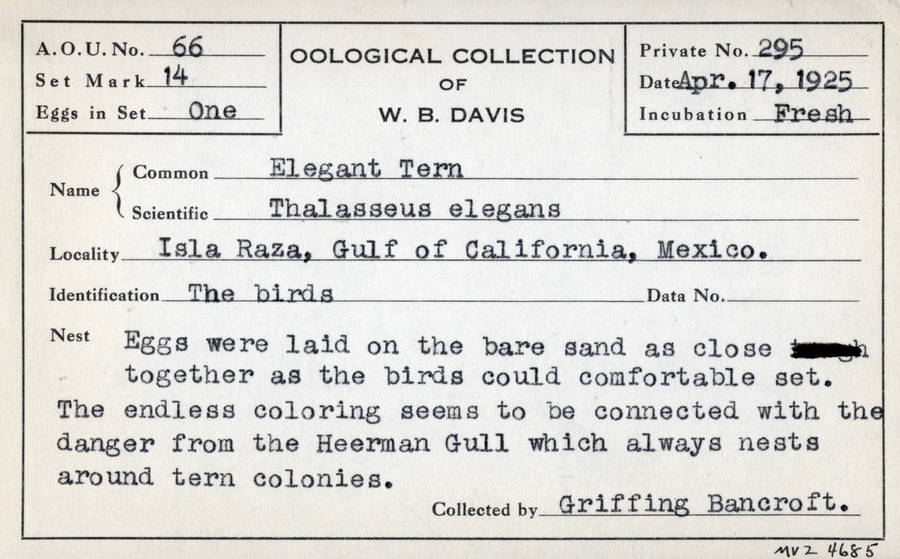 A.O.U. No. 66
Set Mark 14
Eggs in Set One
OOLOGICAL COLLECTION
OF
W. B. DAVIS
Private No. 295
Date Apr. 17, 1925
Incubation Fresh
Name
Common Elegant Tern
Scientific Thalasseus elegans
Locality Isla Raza, Gulf of California, Mexico.
Identification The birds Data No.
Nest Eggs were laid on the bare sand as close
together as the birds could comfortable set.
The endless coloring seems to be connected with the
danger from the Heerman Gull which always nests
around tern colonies.
Collected by Griffing Bancroft.
MVZ 4685